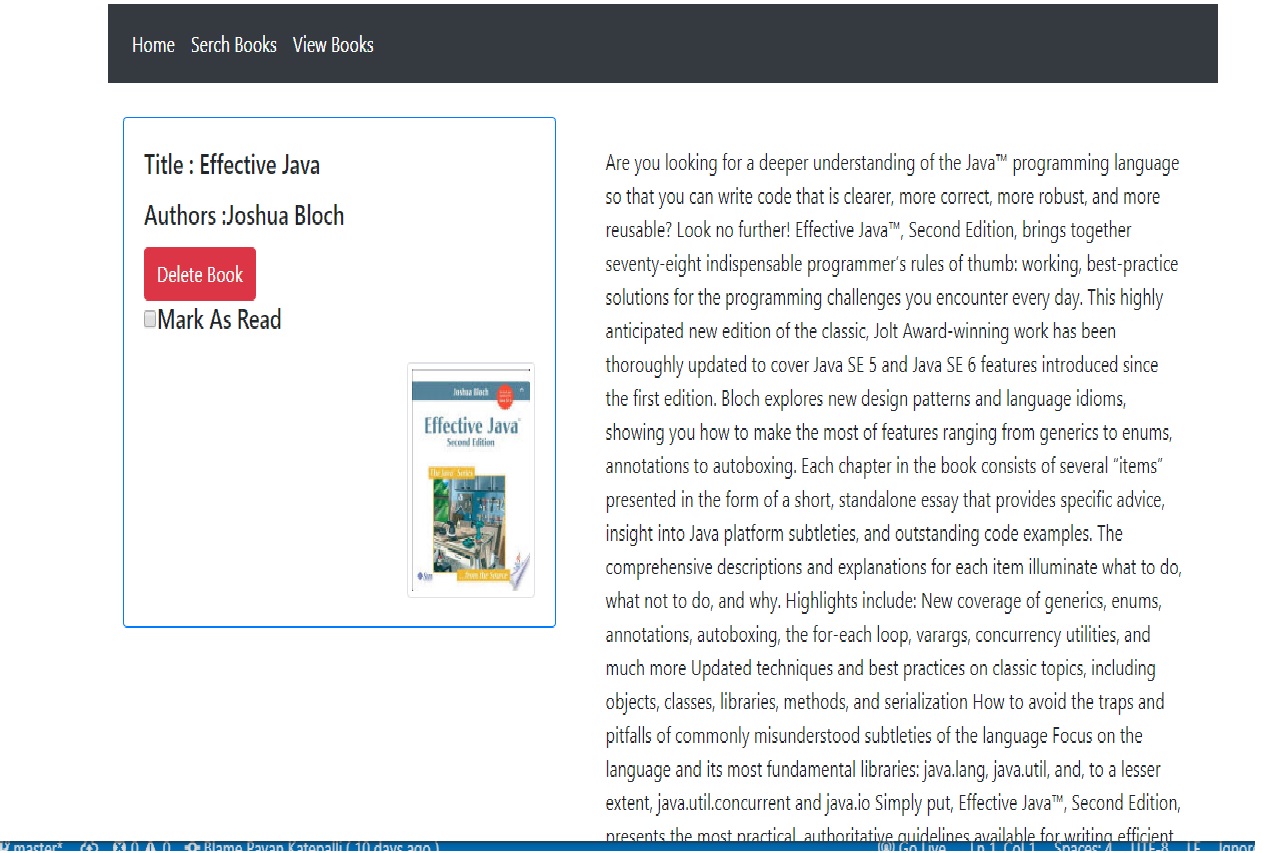 Home Serch Books View Books
Title : Effective Java
Authors :Joshua Bloch
Delete Book
Mark As Read
Joshua Bloch
Effective Java
Second Edition
The Java Series
Sun
...from the Source
Are you looking for a deeper understanding of the Java™ programming language
so that you can write code that is clearer, more correct, more robust, and more
reusable? Look no further! Effective Java™, Second Edition, brings together
seventy-eight indispensable programmer's rules of thumb: working, best-practice
solutions for the programming challenges you encounter every day. This highly
anticipated new edition of the classic, Jolt Award-winning work has been
thoroughly updated to cover Java SE 5 and Java SE 6 features introduced since
the first edition. Bloch explores new design patterns and language idioms,
showing you how to make the most of features ranging from generics to enums,
annotations to autoboxing. Each chapter in the book consists of several “items”
presented in the form of a short, standalone essay that provides specific advice,
insight into Java platform subtleties, and outstanding code examples. The
comprehensive descriptions and explanations for each item illuminate what to do,
what not to do, and why. Highlights include: New coverage of generics, enums,
annotations, autoboxing, the for-each loop, varargs, concurrency utilities, and
much more Updated techniques and best practices on classic topics, including
objects, classes, libraries, methods, and serialization How to avoid the traps and
pitfalls of commonly misunderstood subtleties of the language Focus on the
language and its most fundamental libraries: java.lang, java.util, and, to a lesser
extent, java.util.concurrent and java.io Simply put, Effective Java™, Second Edition,
presents the most practical, authoritative guidelines available for writing efficient,
master* 0 0 Blame Pavan Katepalli ( 10 days ago ) Go Live Ln 1, Col 1 Spaces: 4 UTF-8 LF Ignor